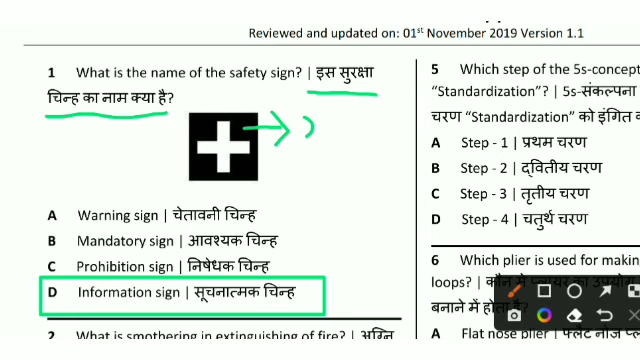 Reviewed and updated on: 01st November 2019 Version 1.1
1 What is the name of the safety sign? | इस सुरक्षा
चिन्ह का नाम क्या है?
A Warning sign | चेतावनी चिन्ह
B Mandatory sign | आवश्यक चिन्ह
C Prohibition sign | निषेधक चिन्ह
D Information sign | सूचनात्मक चिन्ह
2 What is smothering in extinguishing of fire? | अग्नि
5 Which step of the 5s-concept
"Standardization"? | 5s-संकल्पना
चरण "Standardization" को इंगित
A Step - 1 | प्रथम चरण
B Step - 2 | द्वितीय चरण
C Step - 3 | तृतीय चरण
D Step - 4 | चतुर्थ चरण
6 Which plier is used for making
loops? | कौन से प्लायर का उपयोग
बनाने में होता है?
A Flat nose plier | फ्लैट नोज